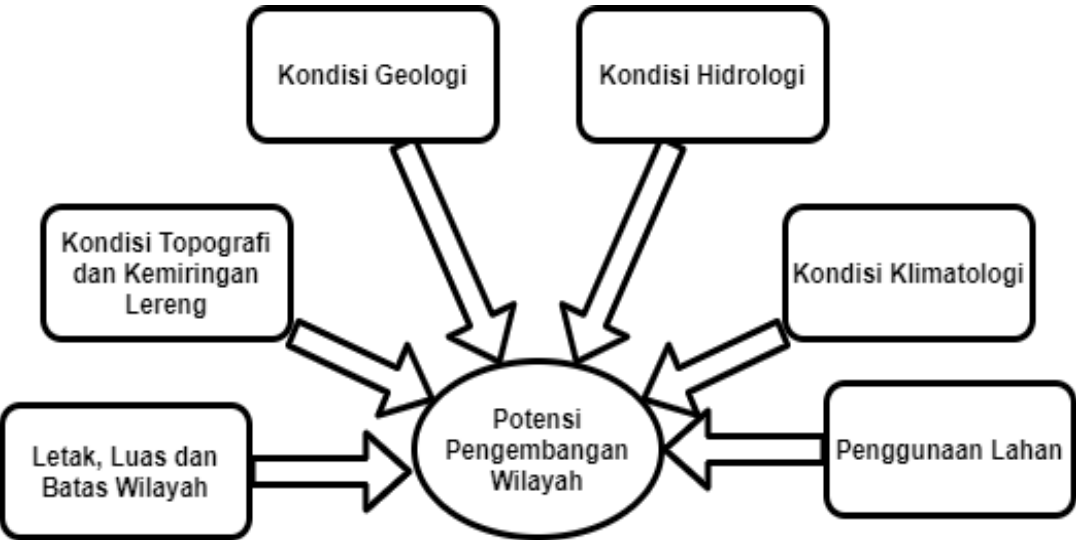 Kondisi Geologi
Kondisi Hidrologi
Kondisi Topografi
dan Kemiringan
Lereng
Kondisi Klimatologi
Letak, Luas dan
Batas Wilayah
Potensi
Pengembangan
Wilayah
Penggunaan Lahan